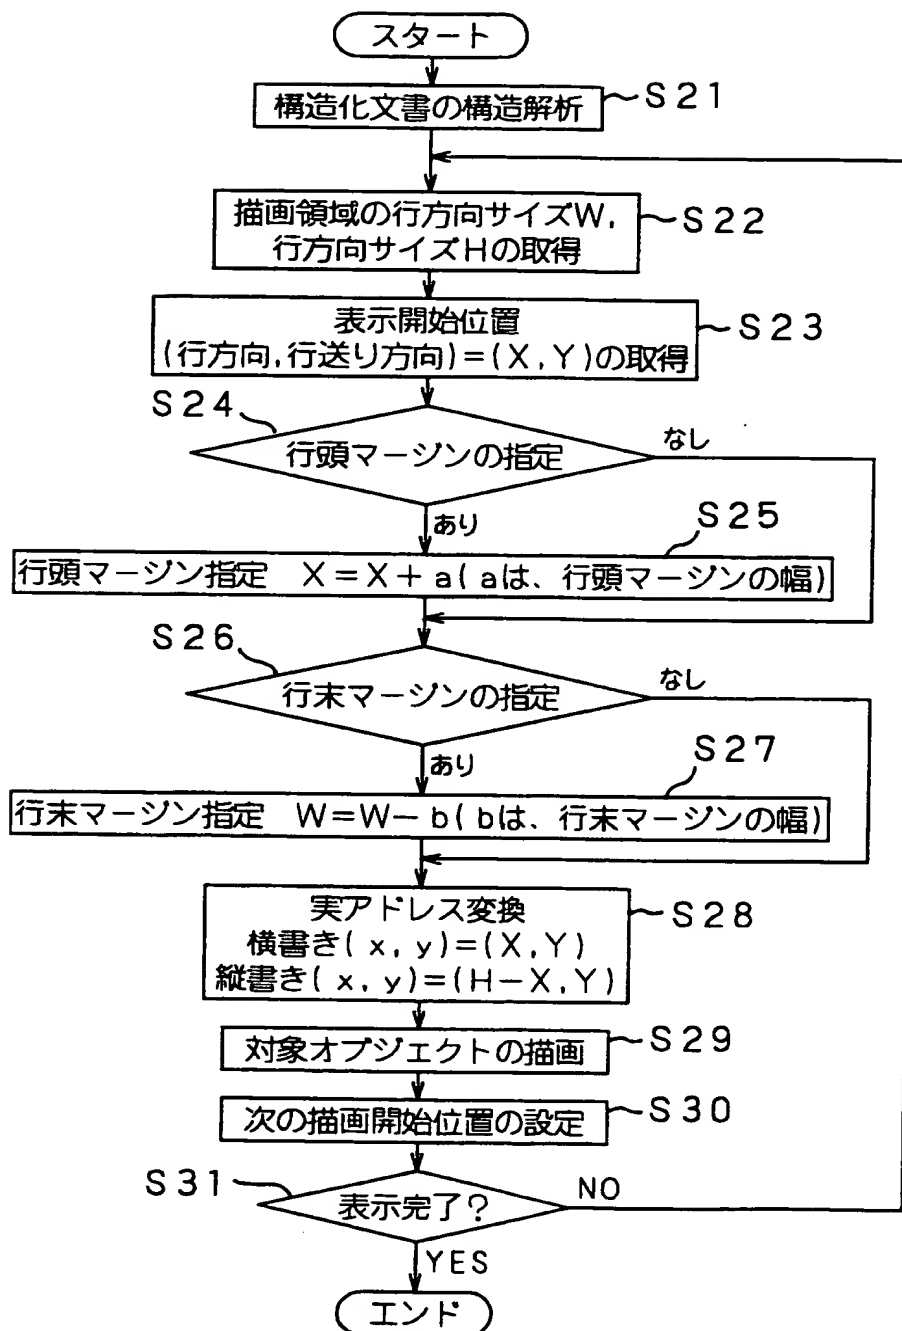 スタート
構造化文書の構造解析
S21
描画領域の行方向サイズW,
行方向サイズHの取得
S22
表示開始位置
(行方向,行送り方向)=(X,Y)の取得
S23
S24
行頭マージンの指定
なし
あり
S25
行頭マージン指定 X=X+a(aは、行頭マージンの幅)
S26
行末マージンの指定
なし
あり
S27
行末マージン指定 W=W-b(bは、行末マージンの幅)
実アドレス変換
横書き(x,y)=(X,Y)
縦書き(x,y)=(H-X,Y)
S28
対象オブジェクトの描画
S29
次の描画開始位置の設定
S30
S31
表示完了?
NO
YES
エンド